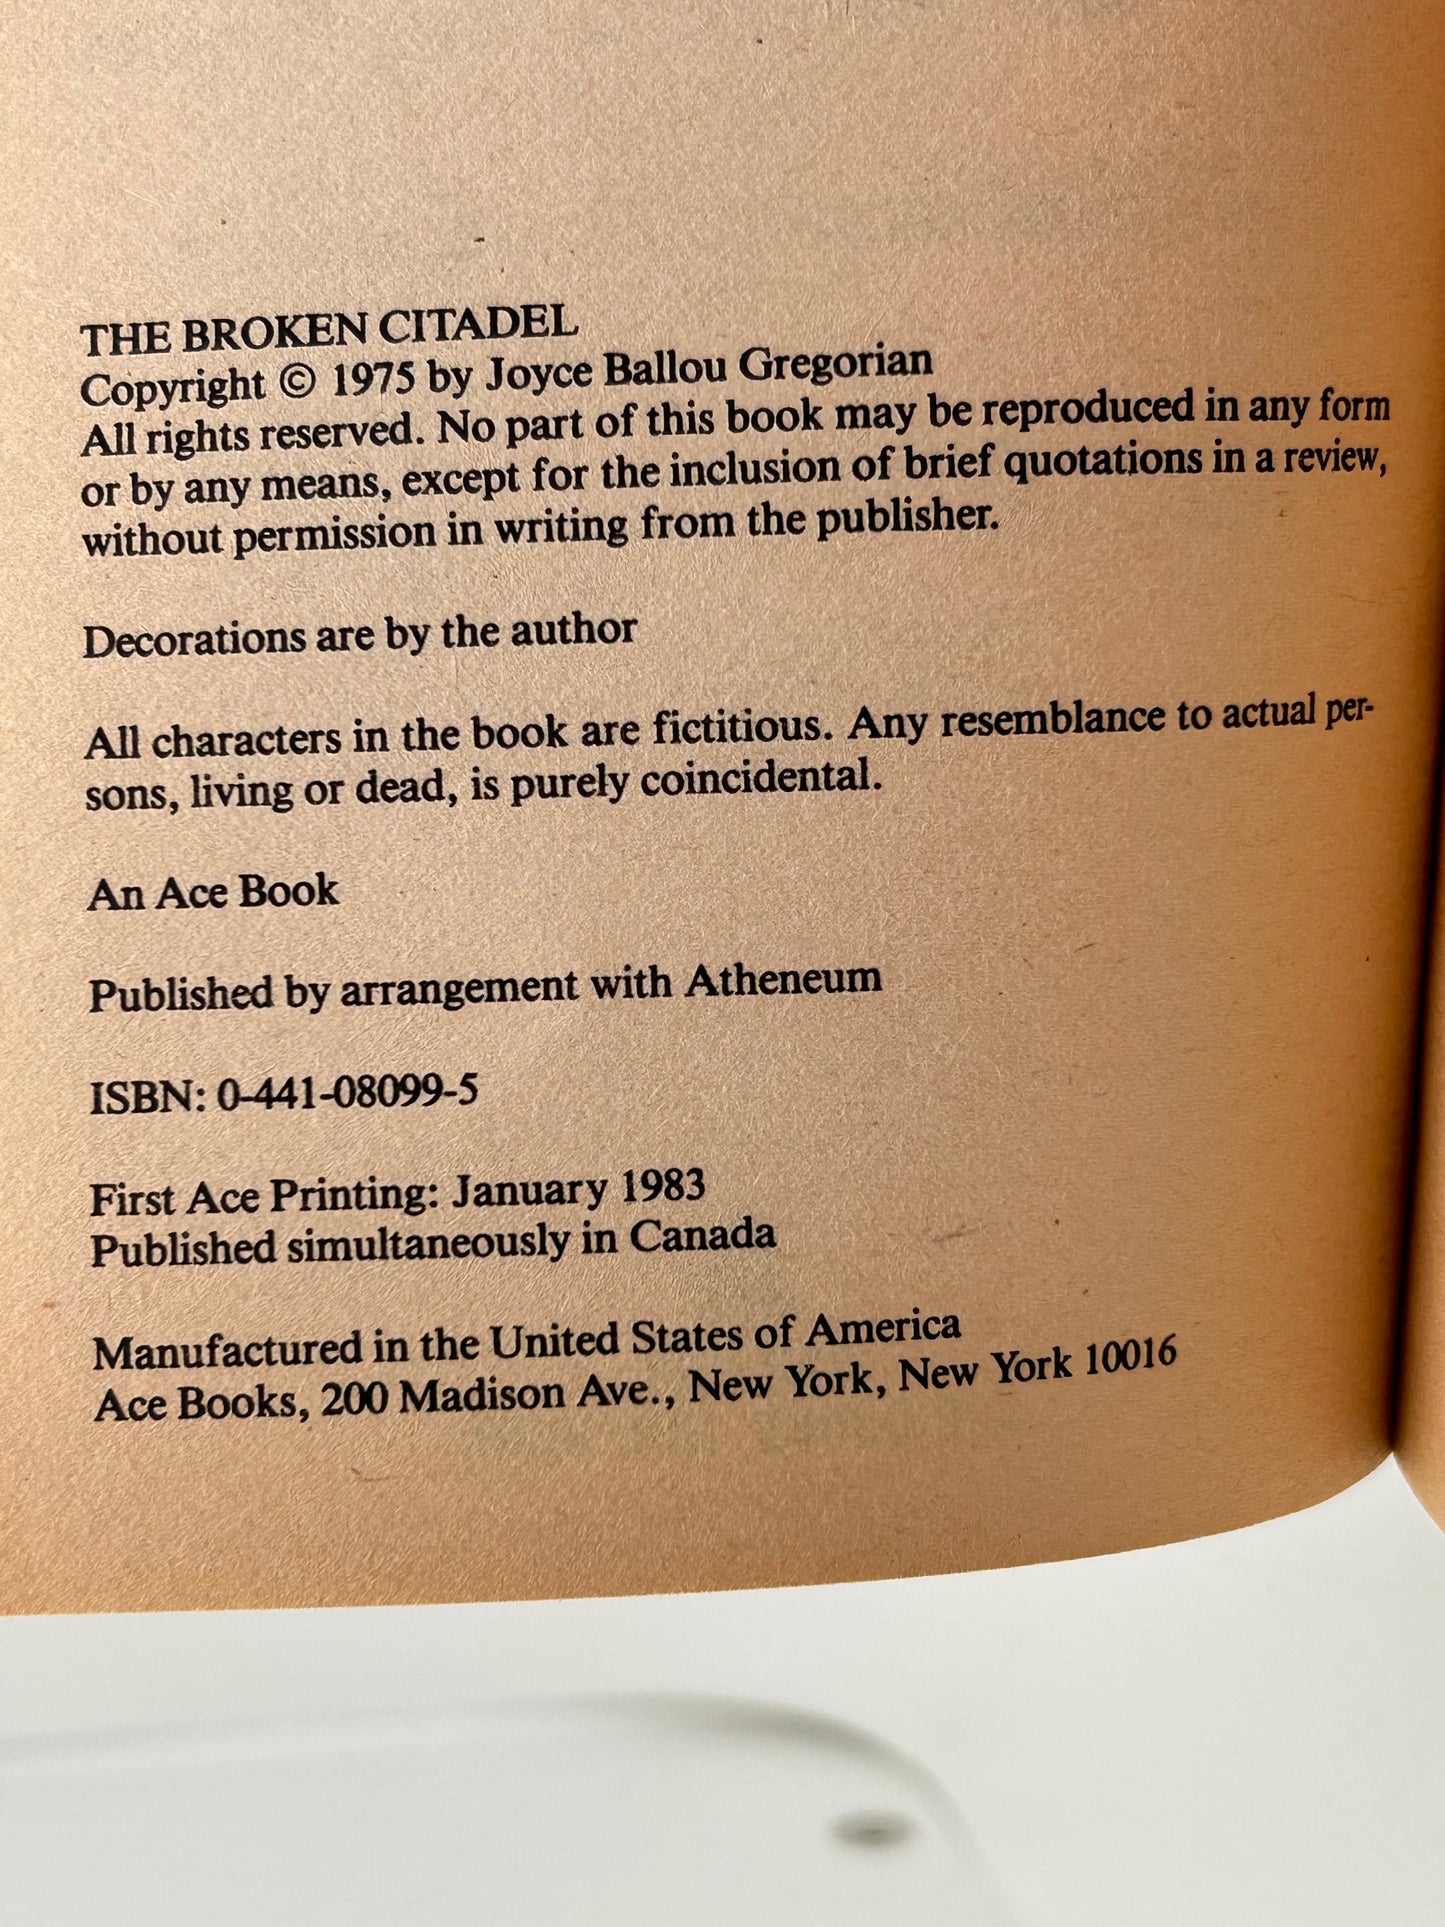 THE BROKEN CITADEL
Copyright © 1975 by Joyce Ballou Gregorian
All rights reserved. No part of this book may be reproduced in any form
or by any means, except for the inclusion of brief quotations in a review,
without permission in writing from the publisher.
Decorations are by the author
All characters in the book are fictitious. Any resemblance to actual per-
sons, living or dead, is purely coincidental.
An Ace Book
Published by arrangement with Atheneum
ISBN: 0-441-08099-5
First Ace Printing: January 1983
Published simultaneously in Canada
Manufactured in the United States of America
Ace Books, 200 Madison Ave., New York, New York 10016